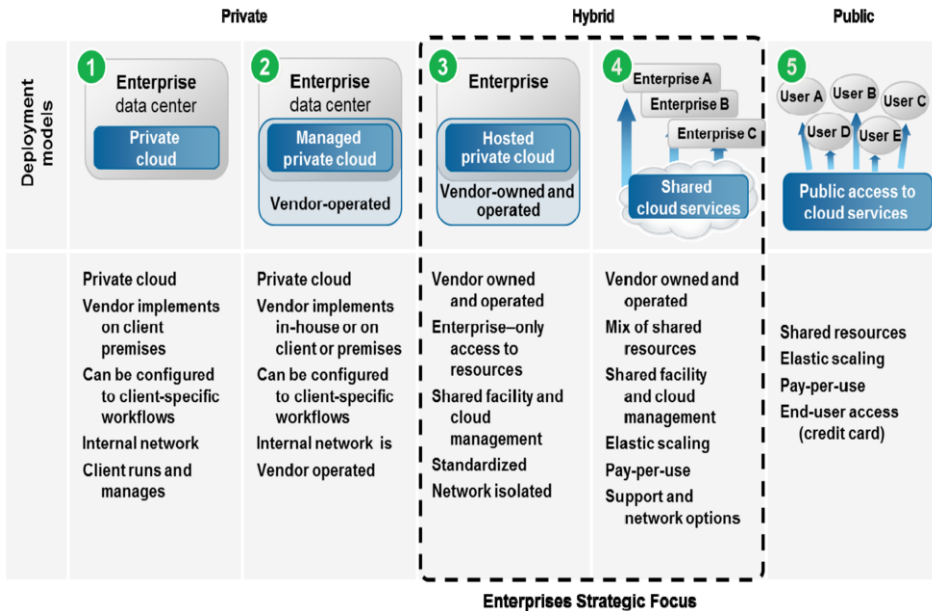 Private
Hybrid
Public
Deployment
models
1
Enterprise
data center
Private
cloud
2
Enterprise
data center
Managed
private cloud
Vendor-operated
3
Enterprise
Hosted
private cloud
Vendor-owned and
operated
4
Enterprise A
Enterprise B
Enterprise C
Shared
cloud services
5
User A
User B
User C
User D
User E
Public access to
cloud services
Private cloud
Vendor implements
on client
premises
Can be configured
to client-specific
workflows
Internal network
Client runs and
manages
Private cloud
Vendor implements
in-house or on
client or premises
Can be configured
to client-specific
workflows
Internal network is
Vendor operated
Vendor owned
and operated
Enterprise–only
access to
resources
Shared facility and
cloud
management
Standardized
Network isolated
Vendor owned and
operated
Mix of shared
resources
Shared facility
and cloud
management
Elastic scaling
Pay-per-use
Support and
network options
Shared resources
Elastic scaling
Pay-per-use
End-user access
(credit card)
Enterprises Strategic Focus